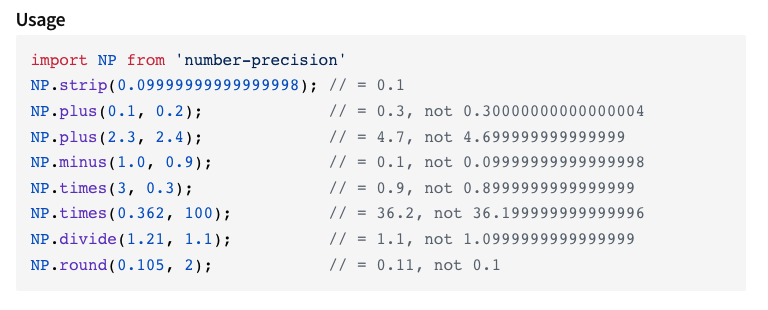 Usage
import NP from 'number-precision'
NP.strip(0.09999999999999998); // = 0.1
NP.plus(0.1, 0.2);             // = 0.3, not 0.30000000000000004
NP.plus(2.3, 2.4);             // = 4.7, not 4.699999999999999
NP.minus(1.0, 0.9);            // = 0.1, not 0.09999999999999998
NP.times(3, 0.3);              // = 0.9, not 0.8999999999999999
NP.times(0.362, 100);          // = 36.2, not 36.199999999999996
NP.divide(1.21, 1.1);          // = 1.1, not 1.0999999999999999
NP.round(0.105, 2);            // = 0.11, not 0.1